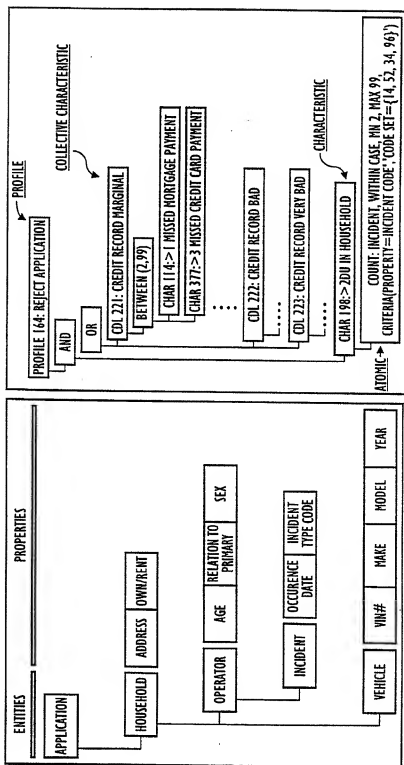 ENTITIES
PROPERTIES
APPLICATION
HOUSEHOLD
ADDRESS
OWN/RENT
OPERATOR
AGE
RELATION TO
PRIMARY
SEX
INCIDENT
OCCURENCE
DATE
INCIDENT
TYPE CODE
VEHICLE
VIN#
MAKE
MODEL
YEAR
PROFILE
PROFILE 164: REJECT APPLICATION
AND
OR
COLLECTIVE CHARACTERISTIC
CDL 221: CREDIT RECORD MARGINAL
BETWEEN (2,99)
CHAR 114:>1 MISSED MORTGAGE PAYMENT
CHAR 377:>3 MISSED CREDIT CARD PAYMENT
CDL 222: CREDIT RECORD BAD
CDL 223: CREDIT RECORD VERY BAD
CHARACTERISTIC
CHAR 198:> 2DU IN HOUSEHOLD
COUNT: INCIDENT, WITHIN CASE, MN 2, MAX 99,
CRITERIA(PROPERTY=INCIDENT CODE','CODE SET={14, 52, 34, 96}')
ATOMIC